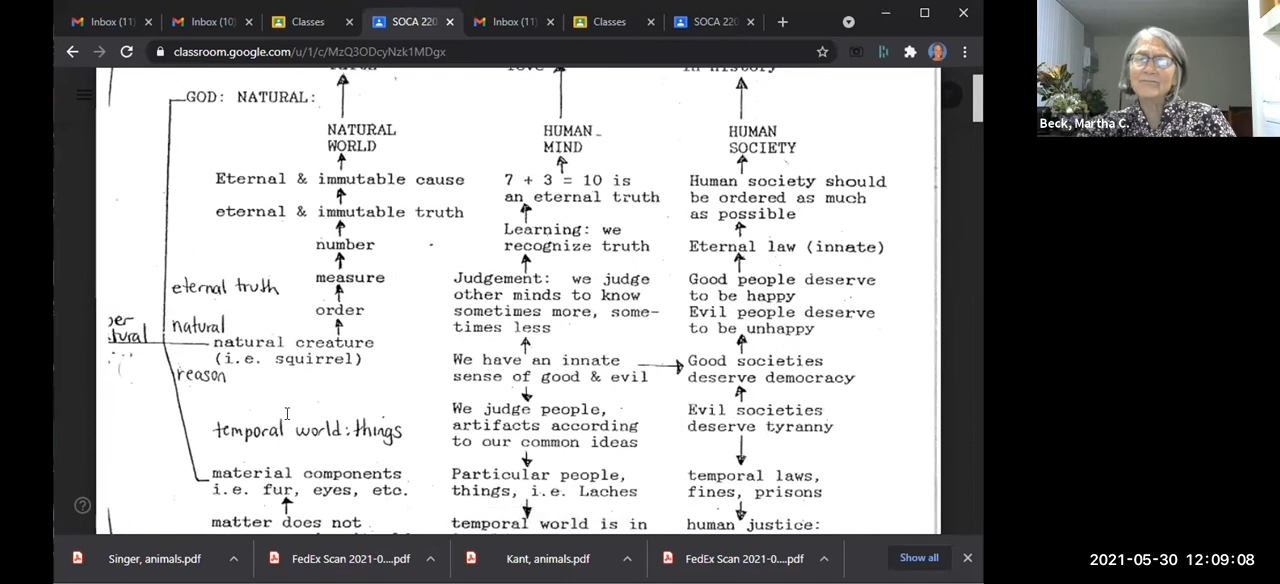 Inbox (11)
Inbox (10)
Classes
SOCA 220
Inbox (11)
Classes
SOCA 220
classroom.google.com/u/1/c/MzQ3ODcyNzk1MDgx
in history
GOD: NATURAL:
NATURAL
WORLD
Eternal & immutable cause
eternal & immutable truth
number
measure
eternal truth
order
natural
natural creature
(i.e. squirrel)
reason
temporal world: things
material components
i.e. fur, eyes, etc.
matter does not
HUMAN
MIND
7 + 3 = 10 is
an eternal truth
Learning: we
recognize truth
Judgement: we judge
other minds to know
sometimes more, some-
times less
We have an innate
sense of good & evil
We judge people,
artifacts according
to our common ideas
Particular people,
things, i.e. Laches
temporal world is in
HUMAN
SOCIETY
Human society should
be ordered as much
as possible
Eternal law (innate)
Good people deserve
to be happy
Evil people deserve
to be unhappy
Good societies
deserve democracy
Evil societies
deserve tyranny
temporal laws,
fines, prisons
human justice:
Beck, Martha C.
Singer, animals.pdf
FedEx Scan 2021-0....pdf
Kant, animals.pdf
FedEx Scan 2021-0....pdf
Show all
2021-05-30 12:09:08